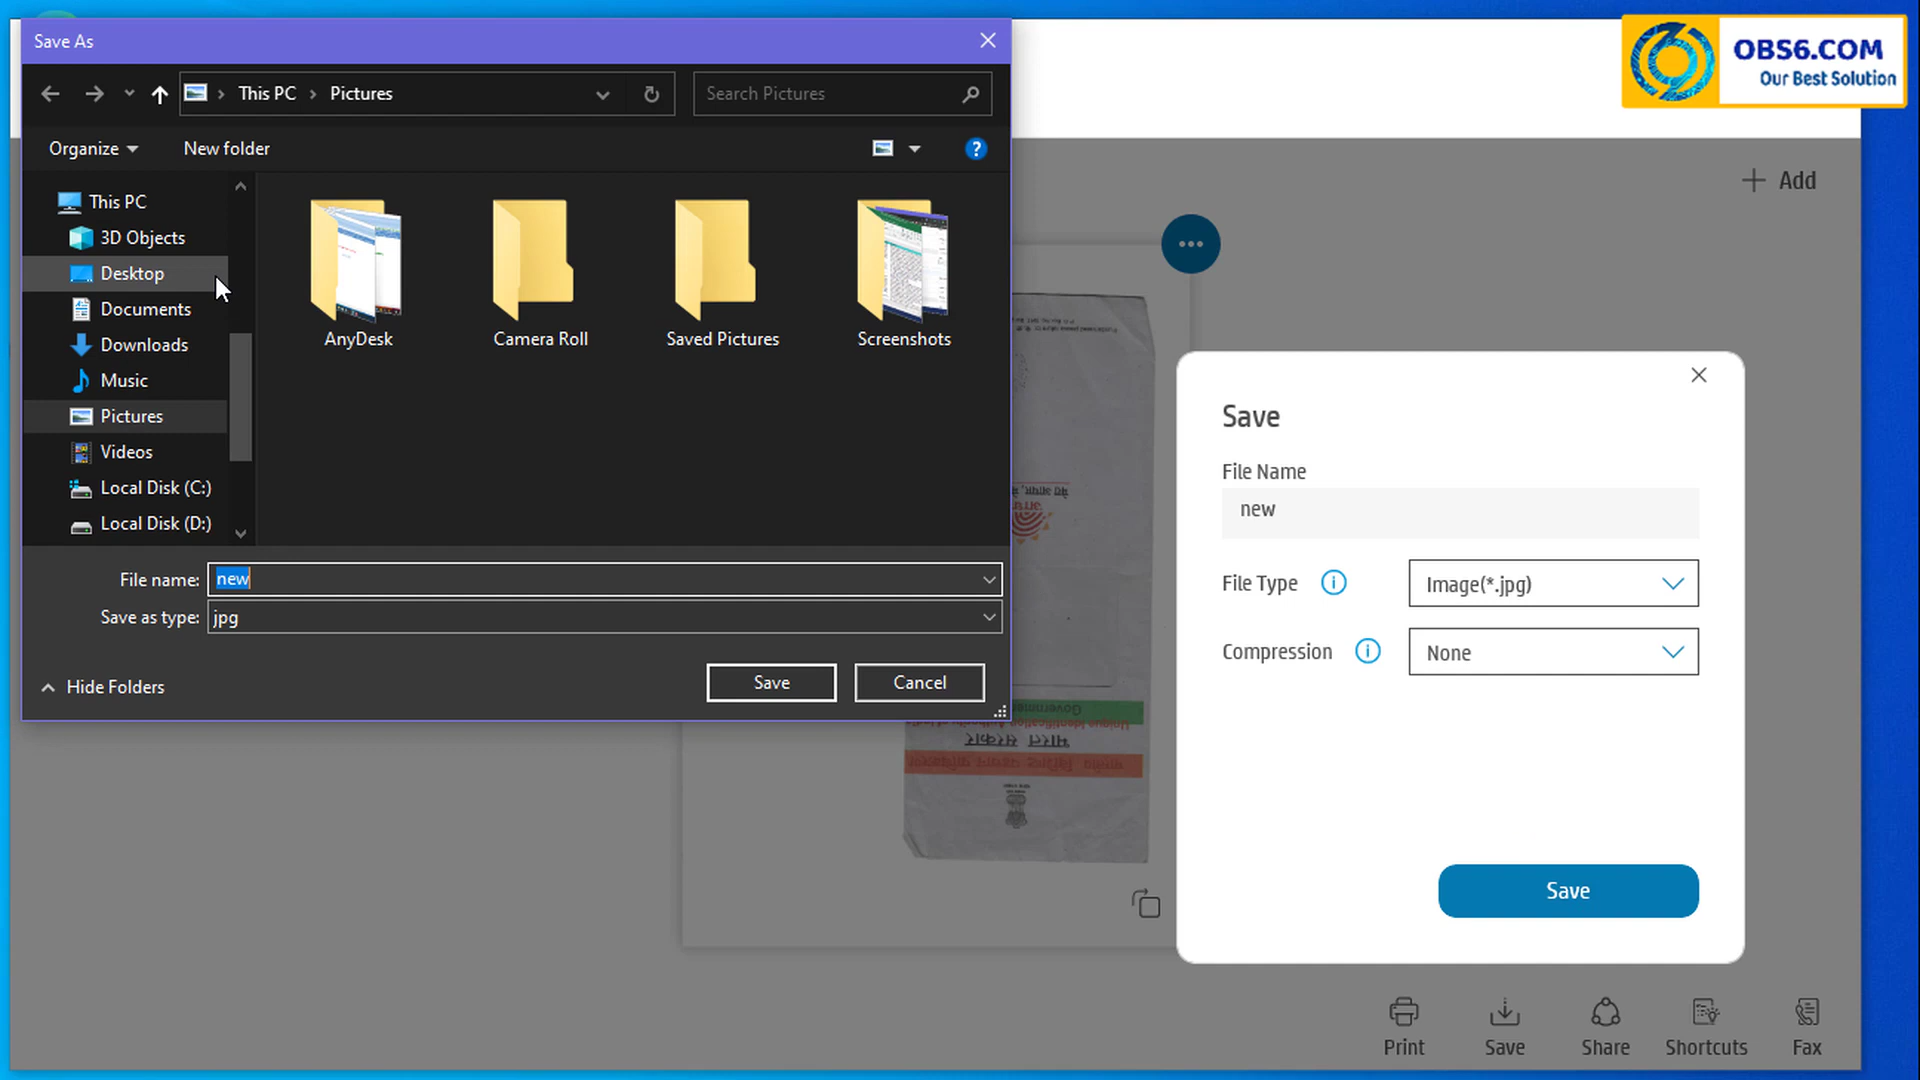 Save As
OBS6.COM
Our Best Solution
This PC
Pictures
Search Pictures
Organize
New folder
Add
This PC
3D Objects
Desktop
Documents
Downloads
Music
Pictures
Videos
Local Disk (C:)
Local Disk (D:)
AnyDesk
Camera Roll
Saved Pictures
Screenshots
File name: new
Save as type: jpg
Hide Folders
Save
Cancel
Save
File Name
new
File Type
Image(*.jpg)
Compression
None
Save
भारत सरकार
Print
Save
Share
Shortcuts
Fax